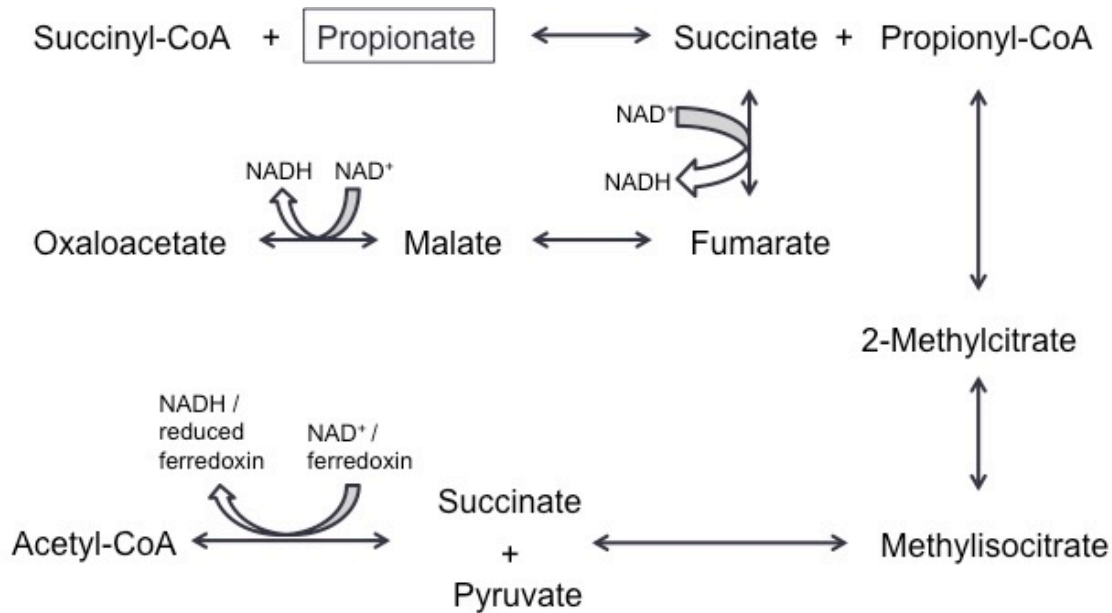 Succinyl-CoA + Propionate Succinate + Propionyl-CoA
NAD⁺
NADH
NADH NAD⁺
Oxaloacetate Malate Fumarate
2-Methylcitrate
NADH /
reduced
ferredoxin
NAD⁺ /
ferredoxin
Acetyl-CoA
Succinate
+
Pyruvate
Methylisocitrate